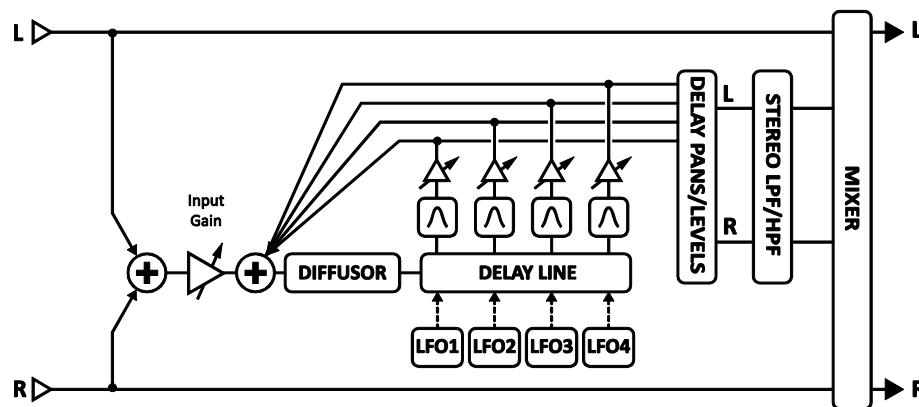 L
L
Input
Gain
DELAY PANS/LEVELS
L
R
STEREO LPF/HPF
MIXER
+
+
DIFFUSOR
DELAY LINE
LFO1
LFO2
LFO3
LFO4
R
R